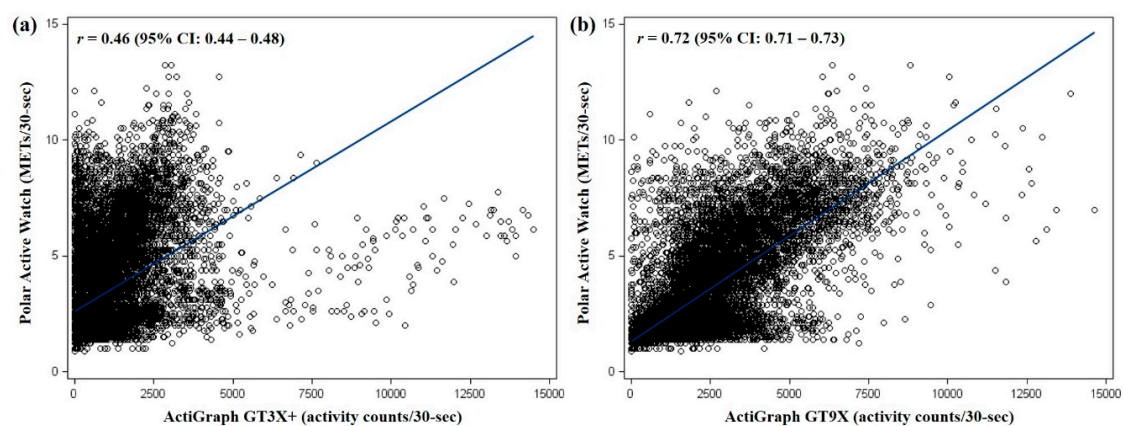 (a)
r = 0.46 (95% CI: 0.44 – 0.48)
Polar Active Watch (METs/30-sec)
15
10
5
0
0 2500 5000 7500 10000 12500 15000
ActiGraph GT3X+ (activity counts/30-sec)
(b)
r = 0.72 (95% CI: 0.71 – 0.73)
Polar Active Watch (METs/30-sec)
15
10
5
0
0 2500 5000 7500 10000 12500 15000
ActiGraph GT9X (activity counts/30-sec)